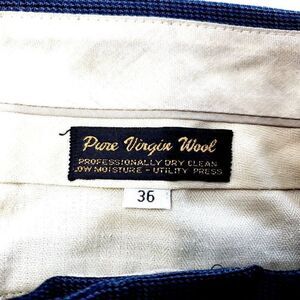 Pure Virgin Wool
PROFESSIONALLY DRY CLEAN
LOW MOISTURE - UTILITY PRESS
36